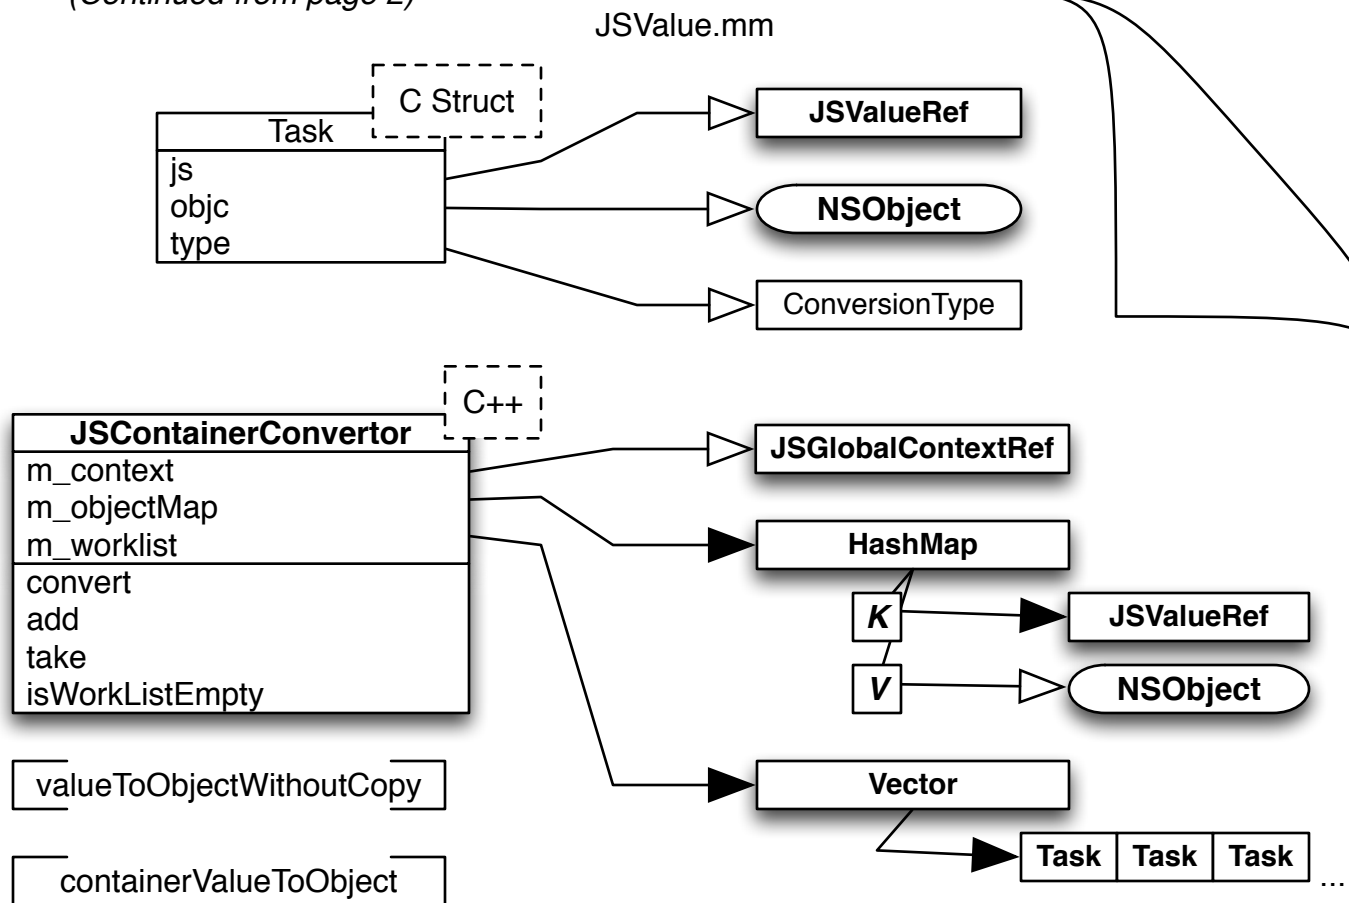 (Continued from page 2)
JSValue.mm
C Struct
Task
js
objc
type
JSValueRef
NSObject
ConversionType
C++
JSContainerConvertor
m_context
m_objectMap
m_worklist
convert
add
take
isWorkListEmpty
JSGlobalContextRef
HashMap
K
JSValueRef
V
NSObject
valueToObjectWithoutCopy
Vector
containerValueToObject
Task Task Task ...